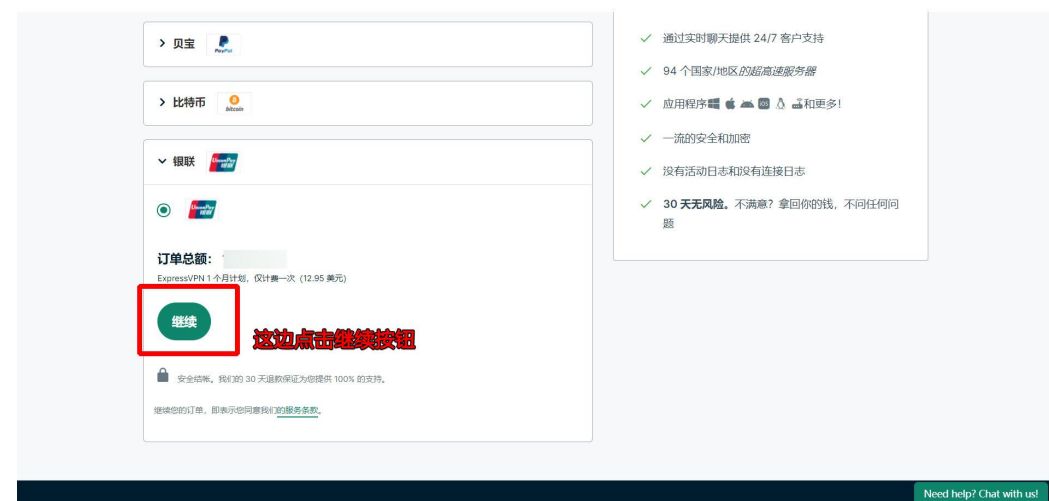 贝宝
PayPal
比特币
bitcoin
银联
UnionPay
银联
UnionPay
银联
订单总额：
ExpressVPN 1 个月计划，仅计费一次（12.95 美元）
继续
这边点击继续按钮
安全结帐。我们的 30 天退款保证为您提供 100% 的支持。
继续您的订单，即表示您同意我们的服务条款。
通过实时聊天提供 24/7 客户支持
94 个国家/地区的超高速服务器
应用程序 iOS 和更多！
一流的安全和加密
没有活动日志和没有连接日志
30 天无风险。不满意？拿回你的钱，不问任何问
题
Need help? Chat with us!